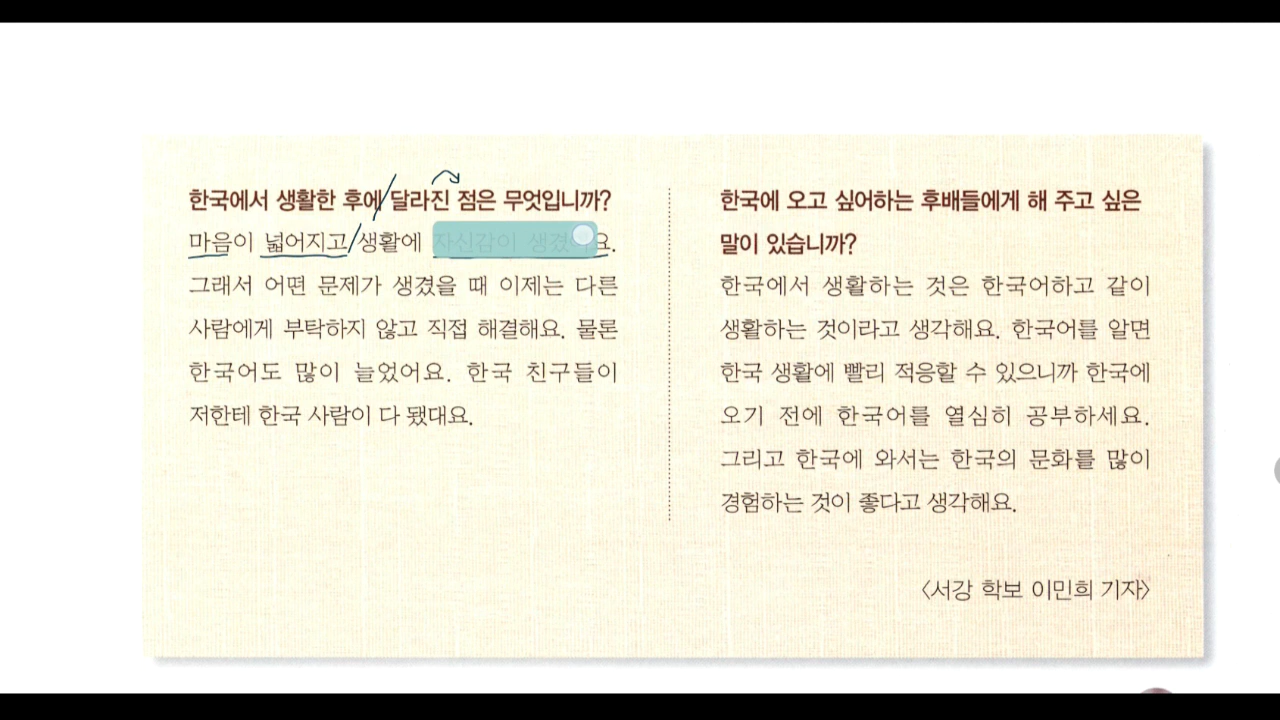 한국에서 생활한 후에 달라진 점은 무엇입니까?
마음이 넓어지고 생활에 자신감이 생겼어요.
그래서 어떤 문제가 생겼을 때 이제는 다른
사람에게 부탁하지 않고 직접 해결해요. 물론
한국어도 많이 늘었어요. 한국 친구들이
저한테 한국 사람이 다 됐대요.
한국에 오고 싶어하는 후배들에게 해 주고 싶은
말이 있습니까?
한국에서 생활하는 것은 한국어하고 같이
생활하는 것이라고 생각해요. 한국어를 알면
한국 생활에 빨리 적응할 수 있으니까 한국에
오기 전에 한국어를 열심히 공부하세요.
그리고 한국에 와서는 한국의 문화를 많이
경험하는 것이 좋다고 생각해요.
〈서강 학보 이민희 기자〉